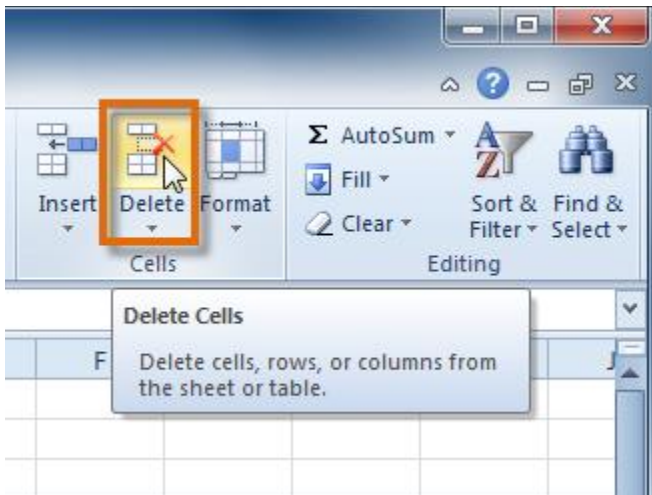 Σ AutoSum
Fill
Clear
Insert Delete Format
Sort & Filter
Find & Select
Cells
Editing
Delete Cells
Delete cells, rows, or columns from
the sheet or table.
F
J